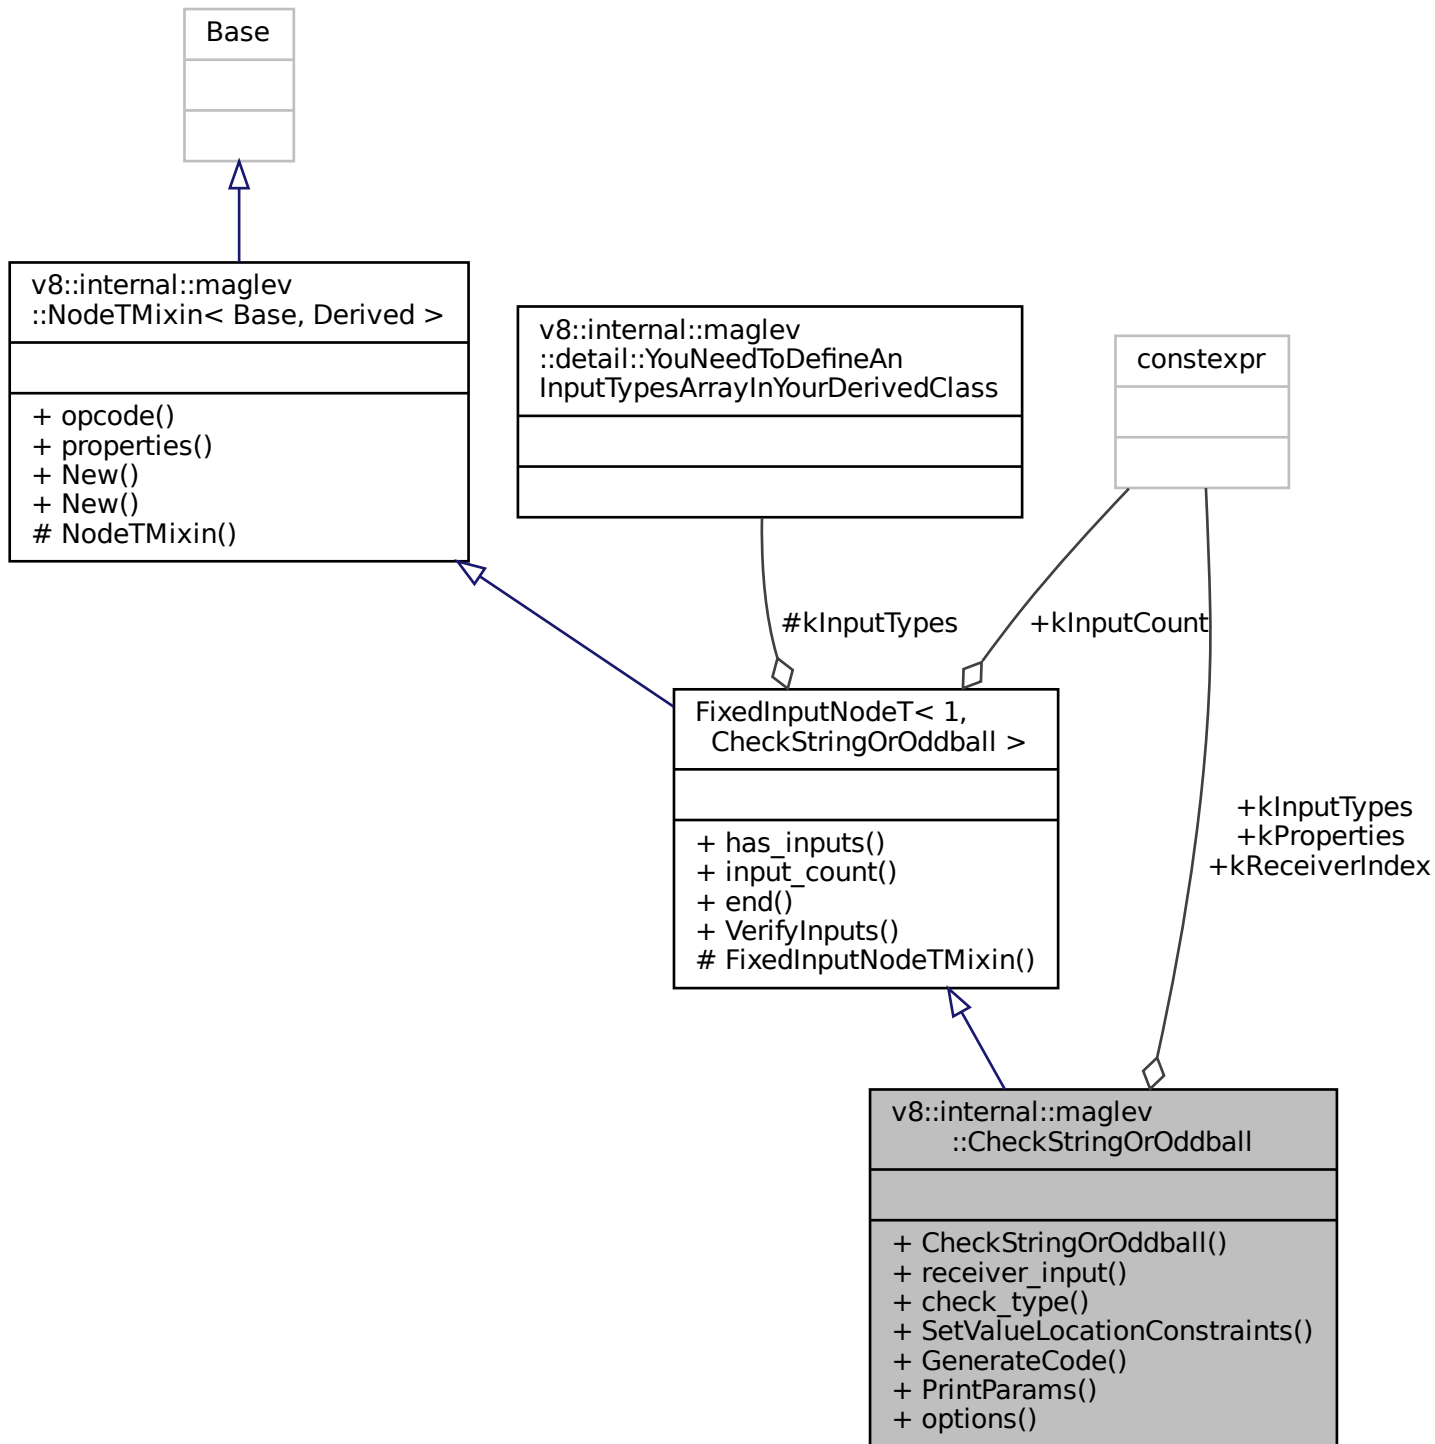 Base
v8::internal::maglev
::NodeTMixin< Base, Derived >
+ opcode()
+ properties()
+ New()
+ New()
# NodeTMixin()
v8::internal::maglev
::detail::YouNeedToDefineAn
InputTypesArrayInYourDerivedClass
constexpr
#kInputTypes
+kInputCount
FixedInputNodeT< 1,
CheckStringOrOddball >
+ has_inputs()
+ input_count()
+ end()
+ VerifyInputs()
# FixedInputNodeTMixin()
+kInputTypes
+kProperties
+kReceiverIndex
v8::internal::maglev
::CheckStringOrOddball
+ CheckStringOrOddball()
+ receiver_input()
+ check_type()
+ SetValueLocationConstraints()
+ GenerateCode()
+ PrintParams()
+ options()